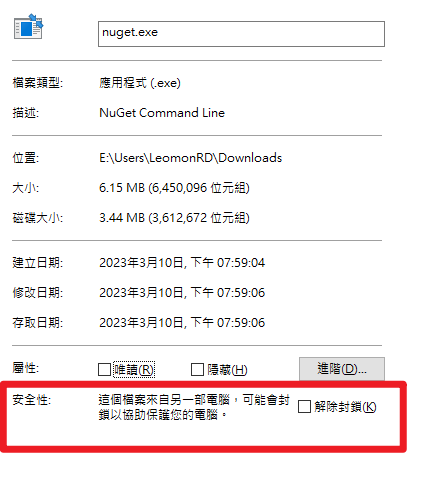 nuget.exe
檔案類型: 應用程式 (.exe)
描述: NuGet Command Line
位置: E:\Users\LeomonRD\Downloads
大小: 6.15 MB (6,450,096 位元組)
磁碟大小: 3.44 MB (3,612,672 位元組)
建立日期: 2023年3月10日, 下午 07:59:04
修改日期: 2023年3月10日, 下午 07:59:06
存取日期: 2023年3月10日, 下午 07:59:06
屬性: 唯讀(R) 隱藏(H) 進階(D)...
安全性: 這個檔案來自另一部電腦，可能會封
鎖以協助保護您的電腦。 解除封鎖(K)